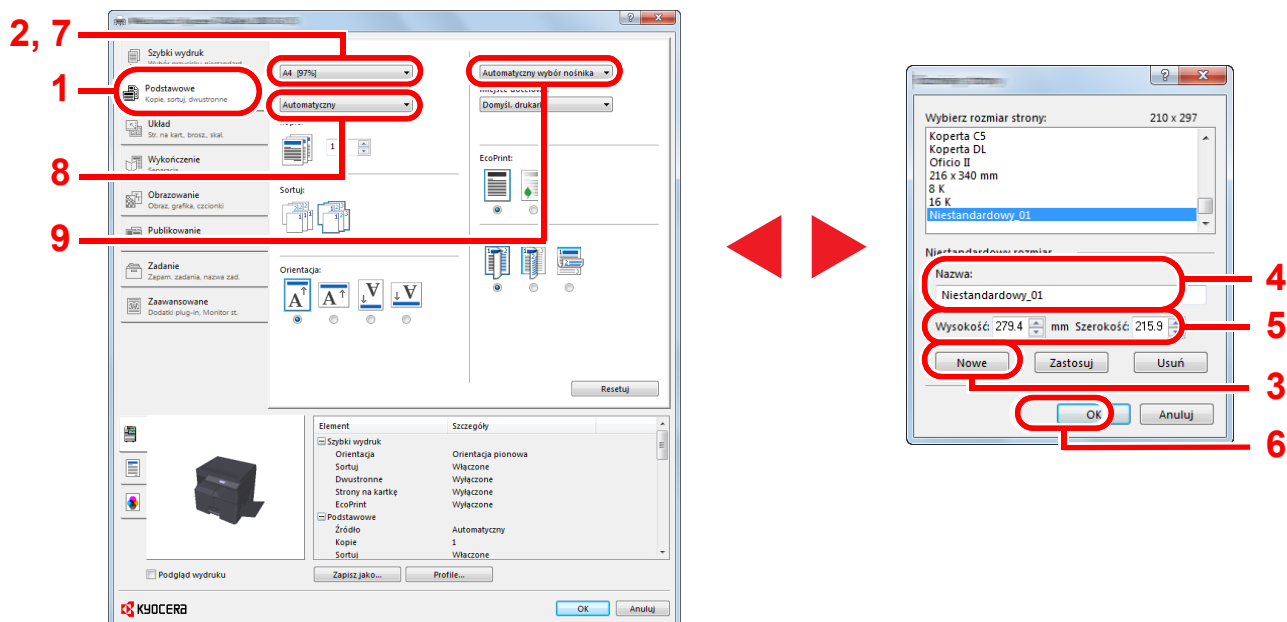 2, 7
1
8
9
Szybki wydruk
Podstawowe
Kopie, sortuj, dwustronne
Układ
Str. na kart, brosz., skal.
Wykończenie
Separacja
Obrazowanie
Obraz, grafika, czcionki
Publikowanie
Zadanie
Zapam. zadania, nazwa zad.
Zaawansowane
Dodatki plug-in, Monitor st.
A4 [97%]
Automatyczny
1
Sortuj:
Orientacja:
Automatyczny wybór nośnika
Miejsce docelowe:
Domyśl. drukarki
EcoPrint:
Resetuj
Element Szczegóły
Szybki wydruk
Orientacja Orientacja pionowa
Sortuj Włączone
Dwustronne Wyłączone
Strony na kartkę Wyłączone
EcoPrint Wyłączone
Podstawowe
Źródło Automatyczny
Kopie 1
Sortuj Włączone
Podgląd wydruku
Zapisz jako... Profile...
KYOCERA
OK Anuluj
Wybierz rozmiar strony: 210 x 297
Koperta C5
Koperta DL
Oficio II
216 x 340 mm
8 K
16 K
Niestandardowy_01
Niestandardowy rozmiar
Nazwa:
Niestandardowy_01
Wysokość: 279.4 mm Szerokość: 215.9
Nowe Zastosuj Usuń
OK Anuluj
4
5
3
6